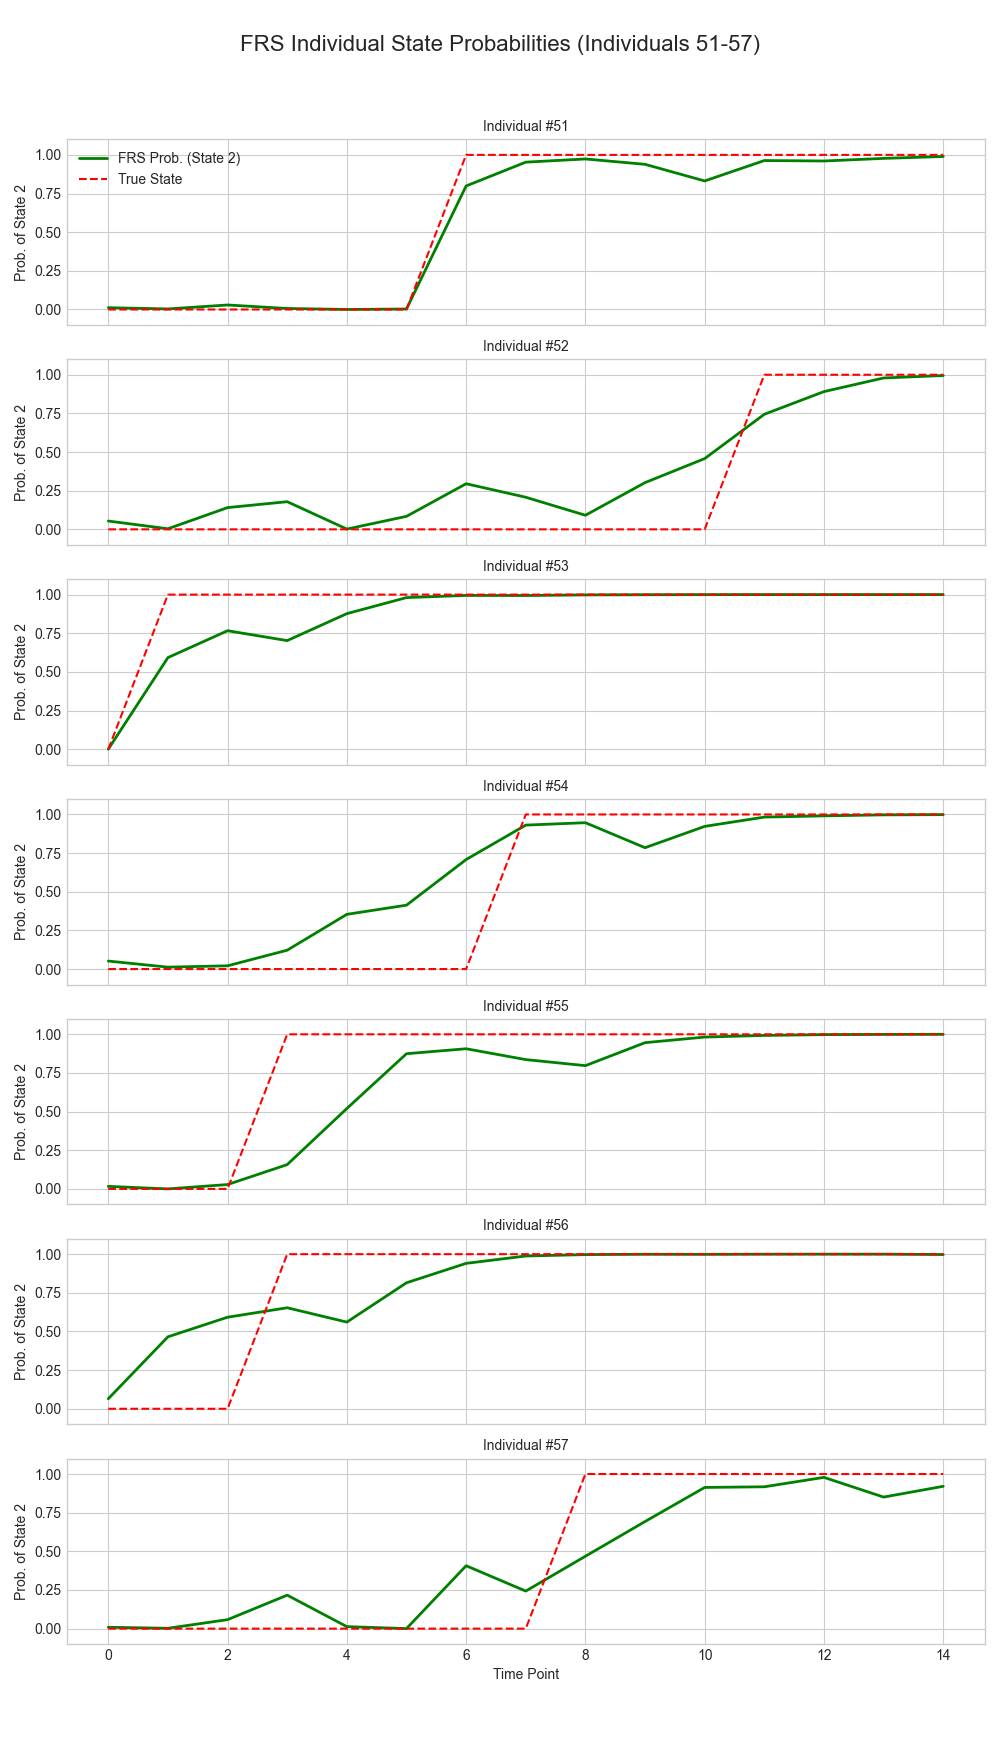 FRS Individual State Probabilities (Individuals 51-57)
Individual #51
FRS Prob. (State 2)
True State
Prob. of State 2
1.00
0.75
0.50
0.25
0.00
Individual #52
Prob. of State 2
1.00
0.75
0.50
0.25
0.00
Individual #53
Prob. of State 2
1.00
0.75
0.50
0.25
0.00
Individual #54
Prob. of State 2
1.00
0.75
0.50
0.25
0.00
Individual #55
Prob. of State 2
1.00
0.75
0.50
0.25
0.00
Individual #56
Prob. of State 2
1.00
0.75
0.50
0.25
0.00
Individual #57
Prob. of State 2
1.00
0.75
0.50
0.25
0.00
0 2 4 6 8 10 12 14
Time Point